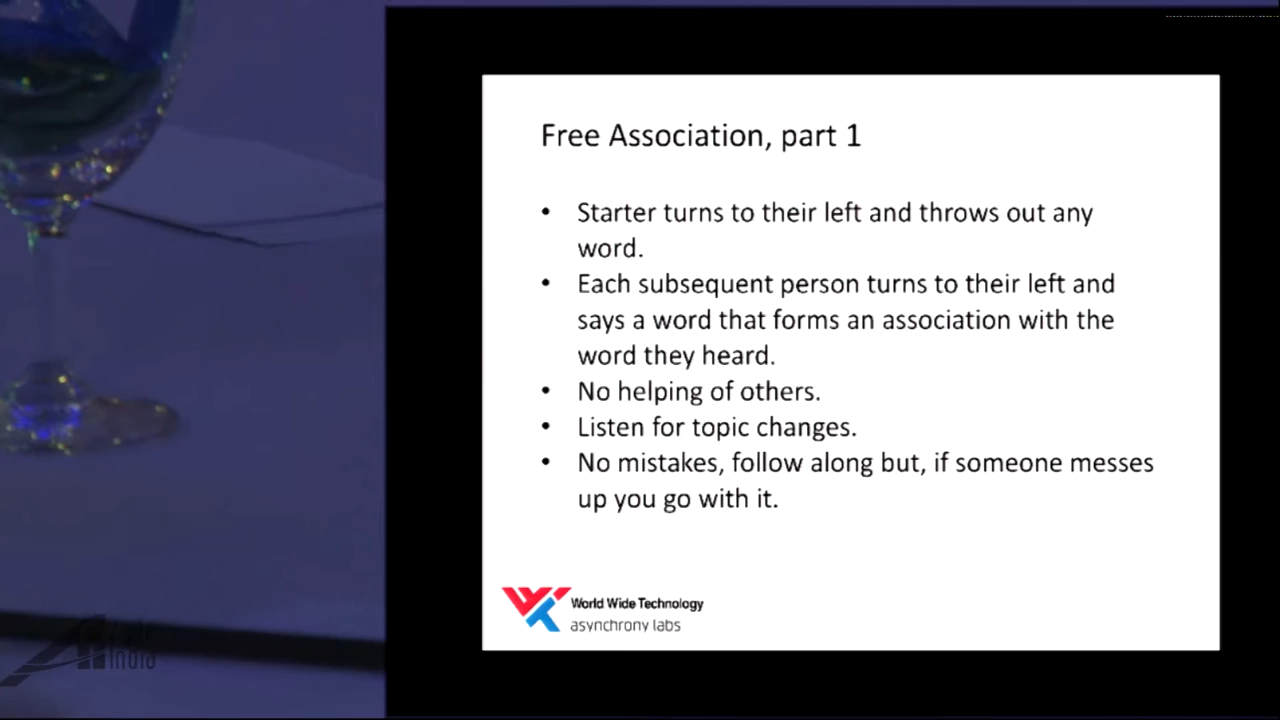 Free Association, part 1
• Starter turns to their left and throws out any
word.
• Each subsequent person turns to their left and
says a word that forms an association with the
word they heard.
• No helping of others.
• Listen for topic changes.
• No mistakes, follow along but, if someone messes
up you go with it.
World Wide Technology
asynchrony labs
India